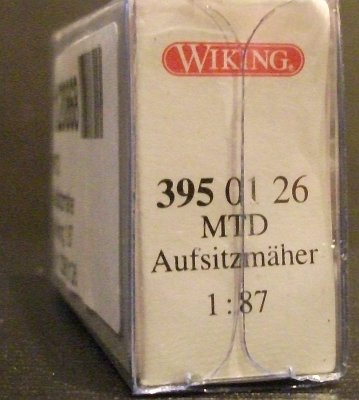 WIKING®
395 01 26
MTD
Aufsitzmäher
1:87